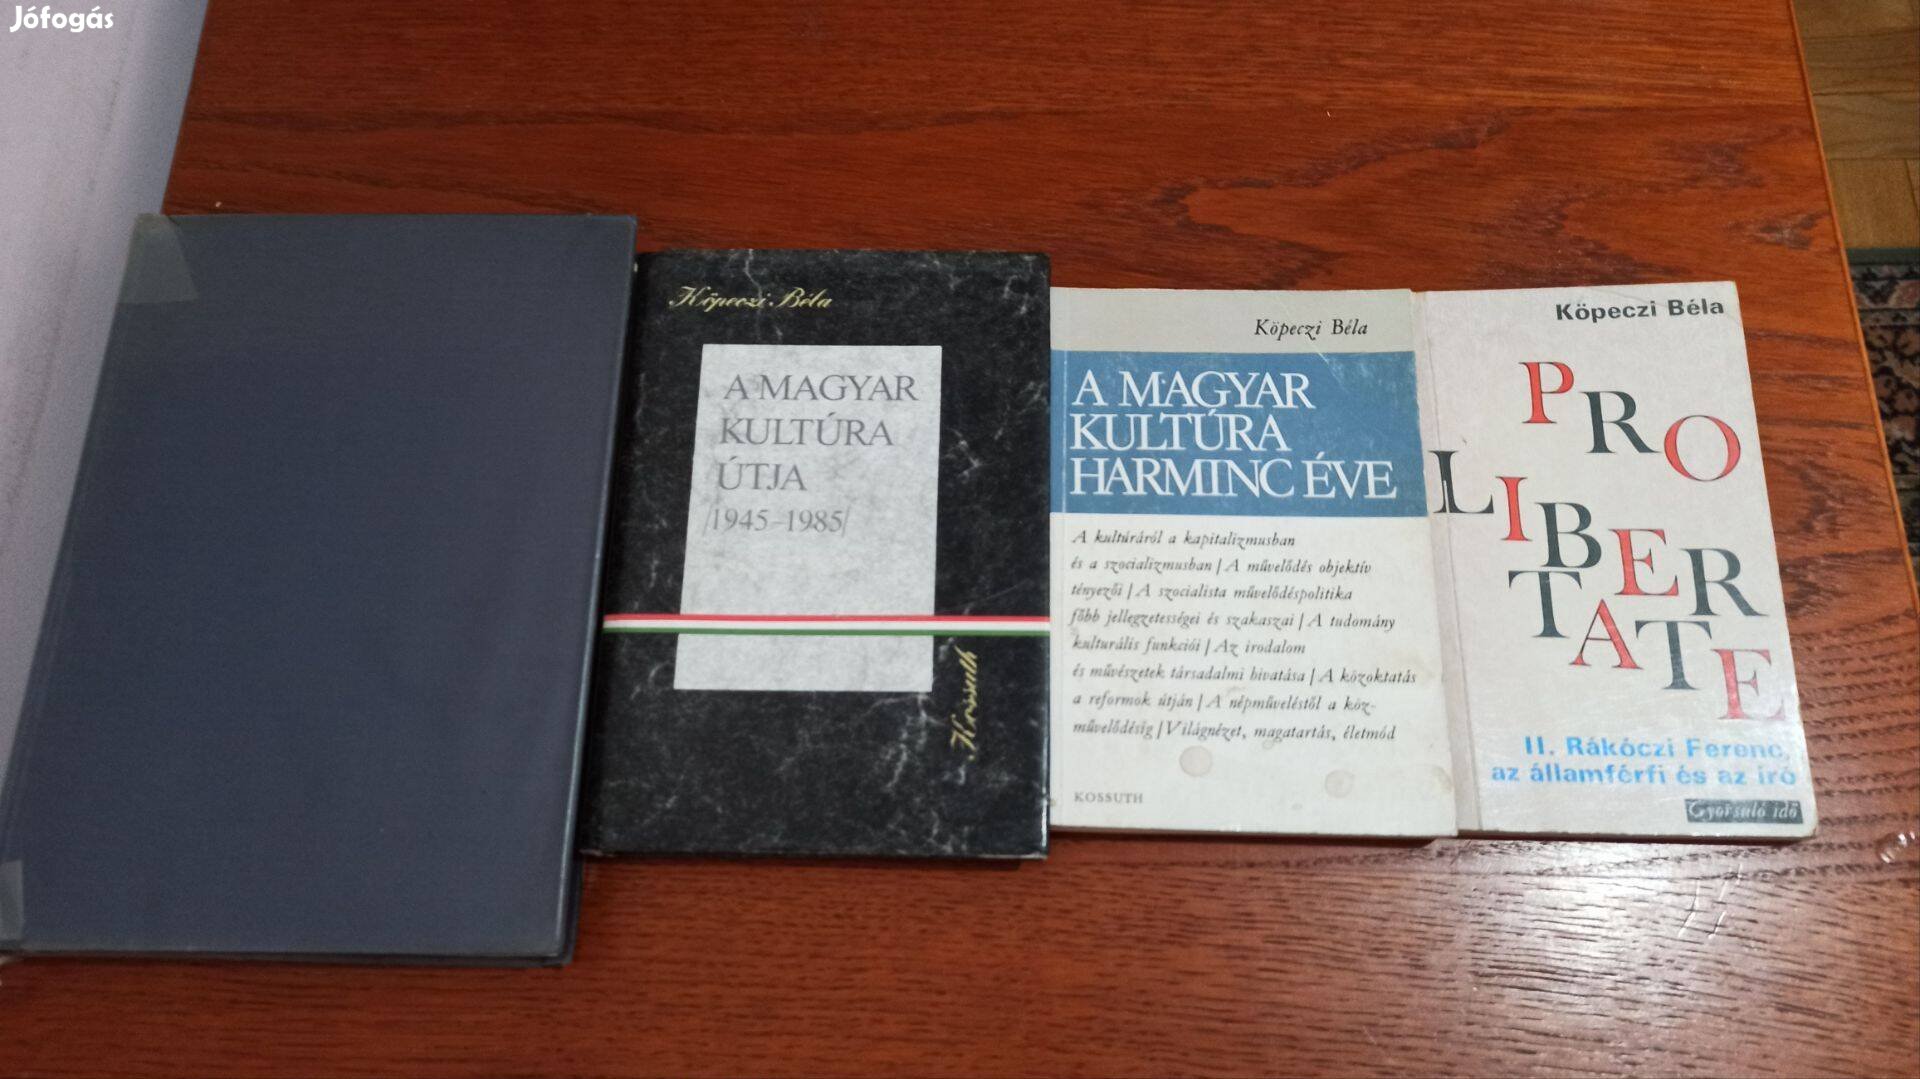 Jófogás
Köpeczi Béla
A MAGYAR
KULTÚRA
ÚTJA
/1945–1985/
Kossuth
Köpeczi Béla
A MAGYAR
KULTÚRA
HARMINC ÉVE
A kultúráról a kapitalizmusban
és a szocializmusban / A művelődés objektív
tényezői / A szocialista művelődéspolitika
főbb jellegzetességei és szakaszai / A tudomány
kulturális funkciói / Az irodalom
és művészetek társadalmi hivatása / A közoktatás
a reformok útján / A népműveléstől a köz-
művelődésig / Világnézet, magatartás, életmód
KOSSUTH
Köpeczi Béla
PRO
LIBERTATE
II. Rákóczi Ferenc,
az államférfi és az író
Gyorsuló idő